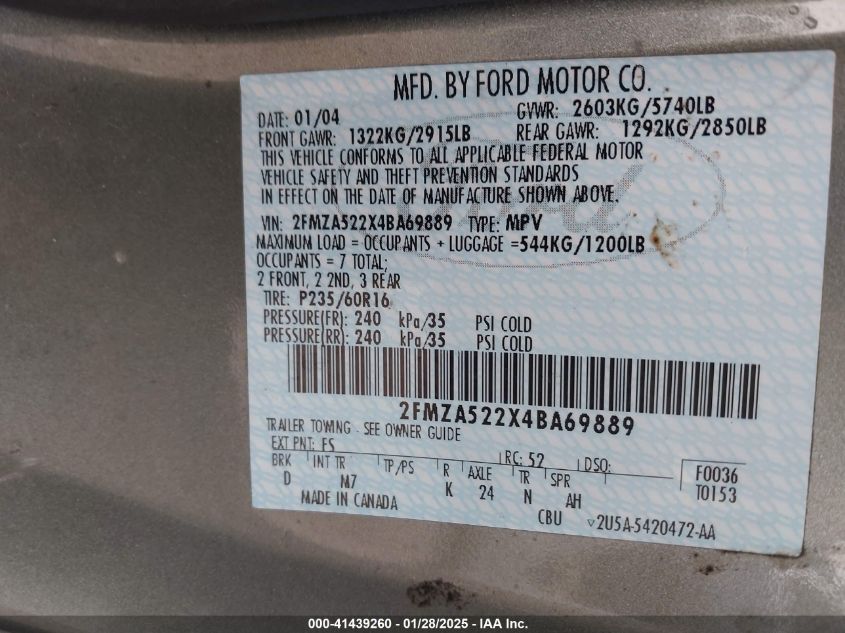 MFD. BY FORD MOTOR CO.
DATE: 01/04 GVWR: 2603KG/5740LB
FRONT GAWR: 1322KG/2915LB REAR GAWR: 1292KG/2850LB
THIS VEHICLE CONFORMS TO ALL APPLICABLE FEDERAL MOTOR
VEHICLE SAFETY AND THEFT PREVENTION STANDARDS
IN EFFECT ON THE DATE OF MANUFACTURE SHOWN ABOVE.
VIN: 2FMZA522X4BA69889 TYPE: MPV
MAXIMUM LOAD = OCCUPANTS + LUGGAGE =544KG/1200LB
OCCUPANTS = 7 TOTAL;
2 FRONT, 2 2ND, 3 REAR
TIRE: P235/60R16
PRESSURE(FR): 240 kPa/35 PSI COLD
PRESSURE(RR): 240 kPa/35 PSI COLD
2FMZA522X4BA69889
TRAILER TOWING - SEE OWNER GUIDE
EXT PNT: FS RC: 52 DSO:
BRK INT TR TP/PS R AXLE TR SPR F0036
D M7 K 24 N AH T0153
MADE IN CANADA CBU 2U5A-5420472-AA
000-41439260 - 01/28/2025 - IAA Inc.